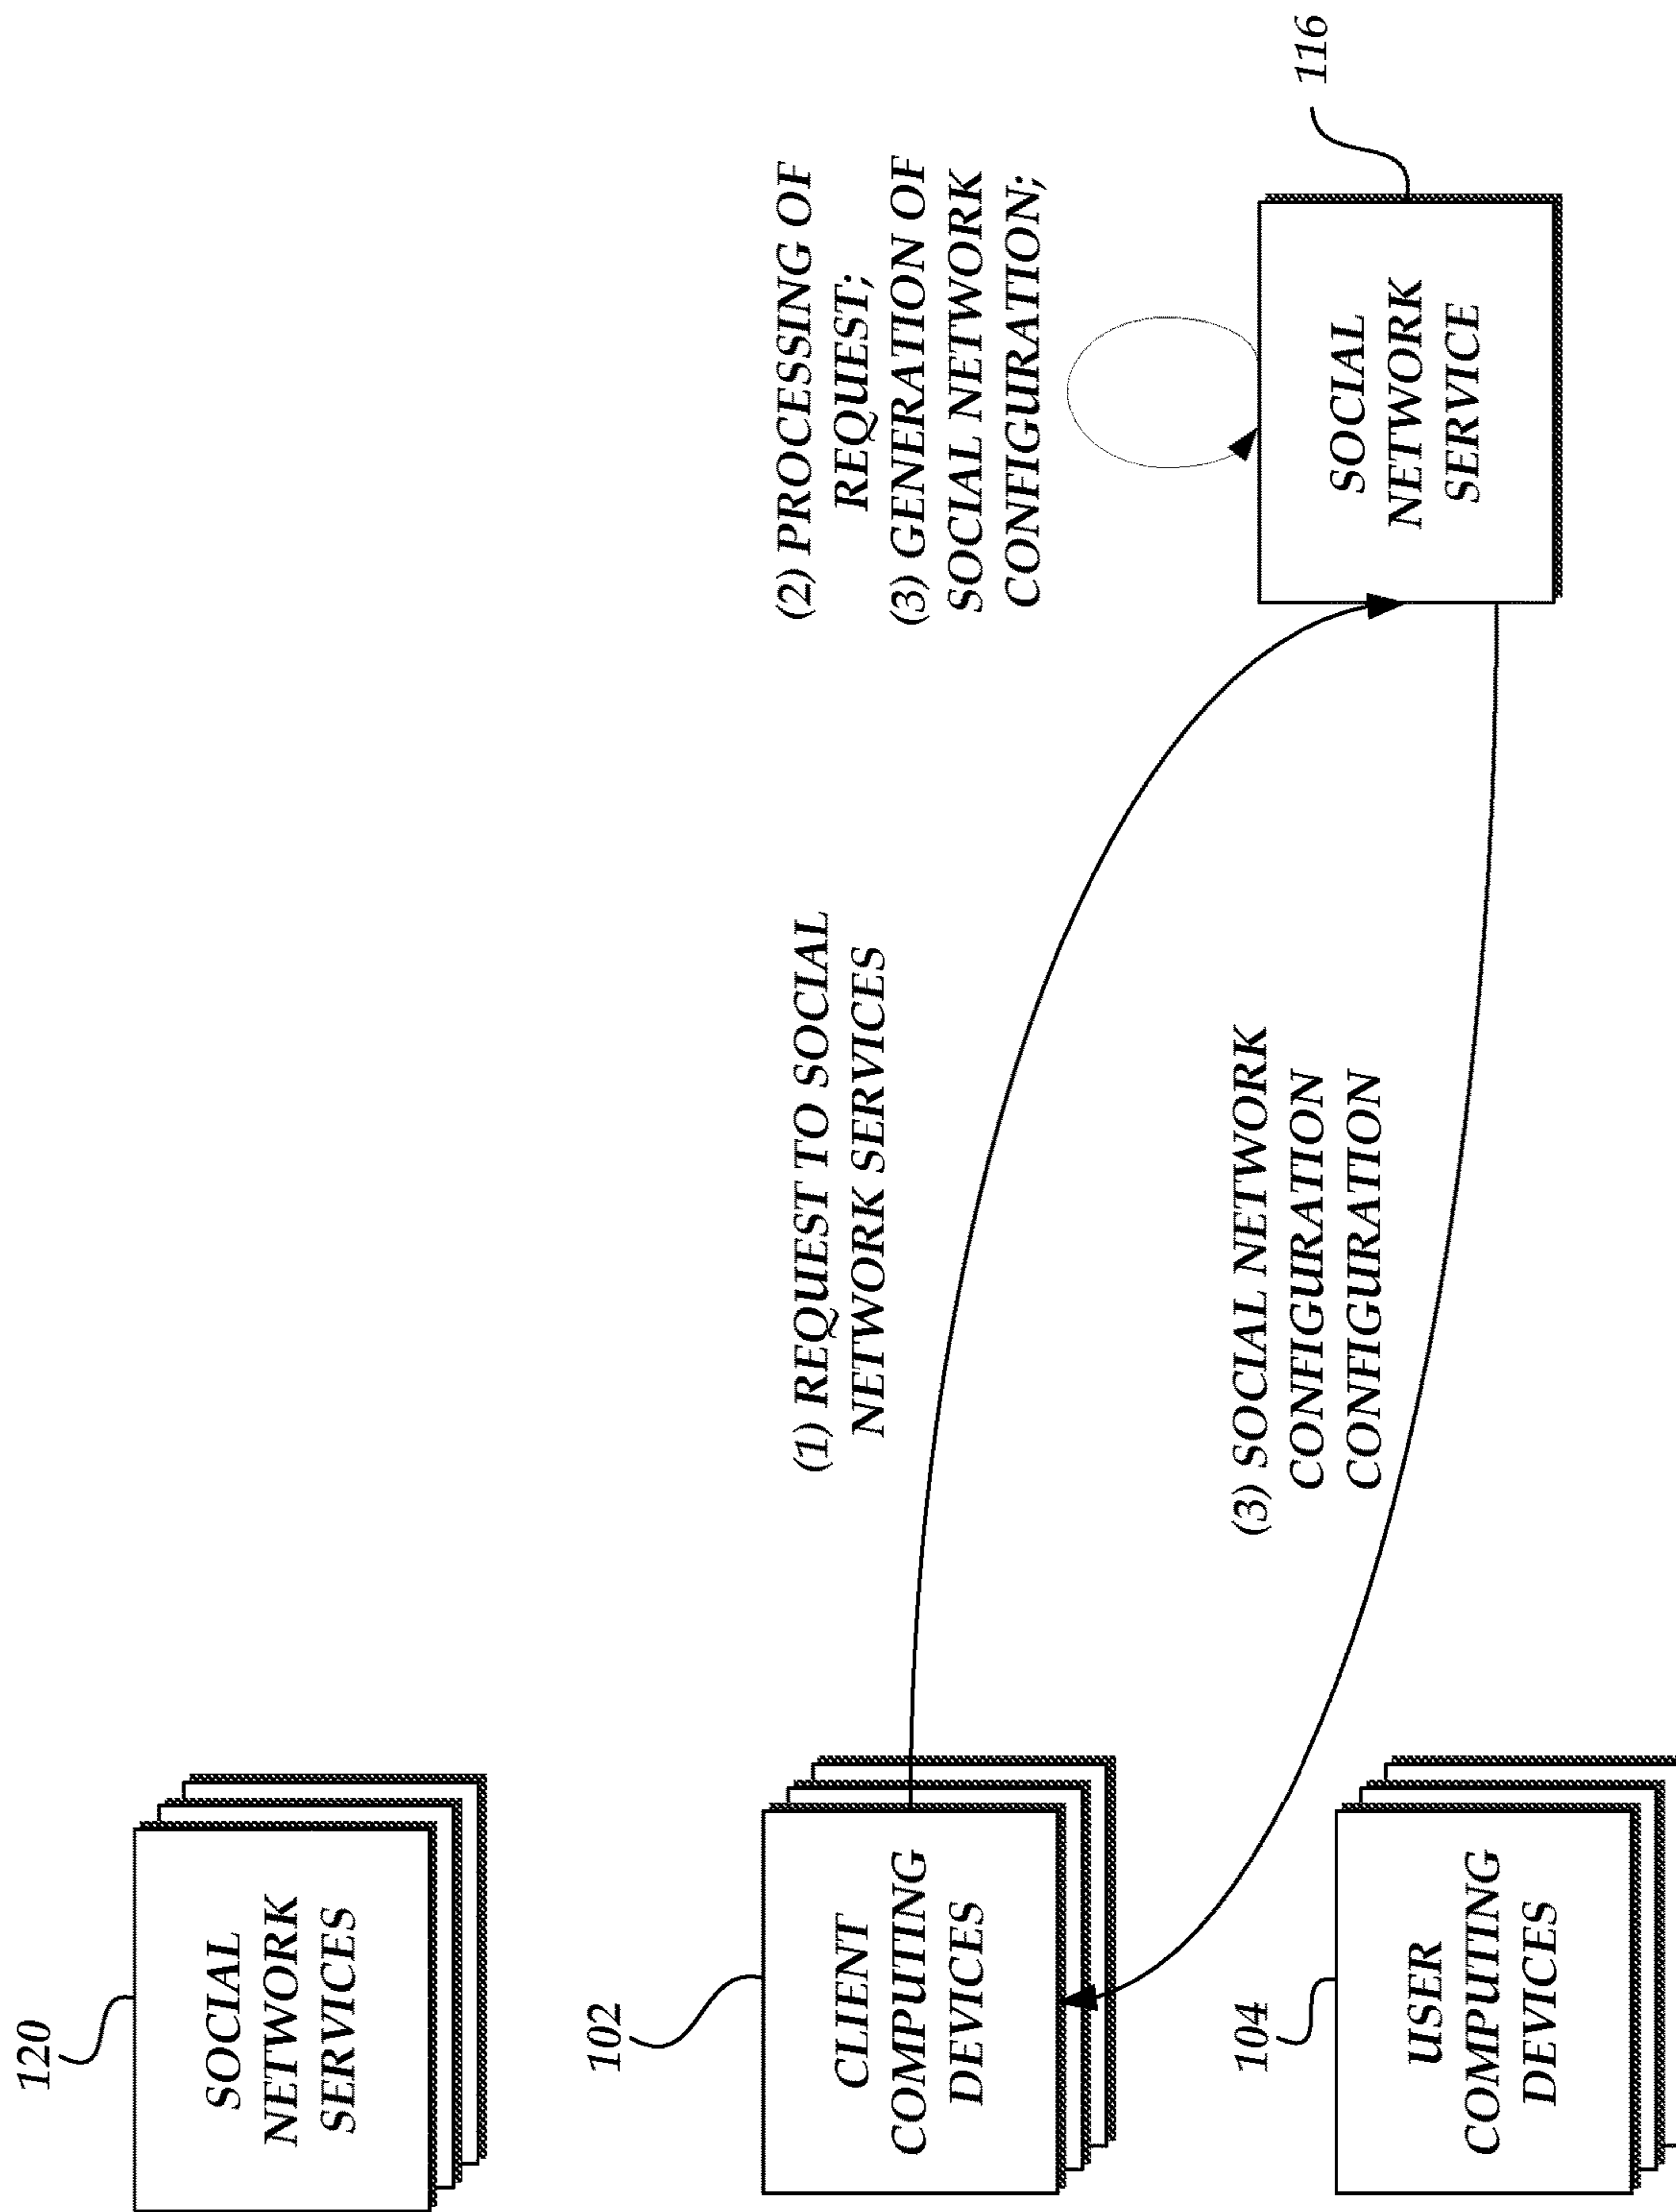 120
SOCIAL
NETWORK
SERVICES
102
CLIENT
COMPUTING
DEVICES
104
USER
COMPUTING
DEVICES
(1) REQUEST TO SOCIAL
NETWORK SERVICES
(3) SOCIAL NETWORK
CONFIGURATION
CONFIGURATION
(2) PROCESSING OF
REQUEST;
(3) GENERATION OF
SOCIAL NETWORK
CONFIGURATION;
SOCIAL
NETWORK
SERVICE
116